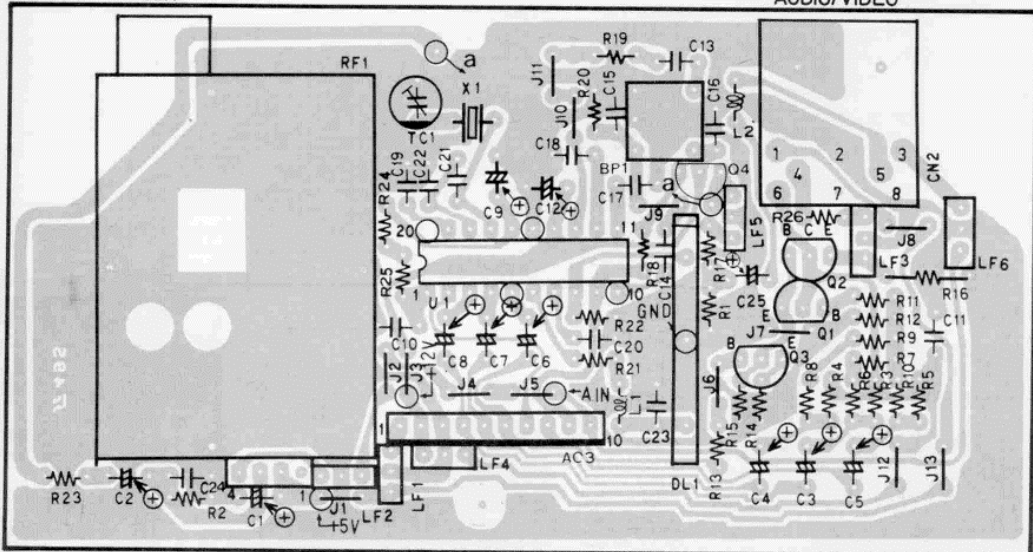 AUDIO/VIDEO
RF1
a
X1
TC1
R19
C13
J11
R20
C15
C16
J10
L2
C18
BP1
Q4
C17
a
J9
1
2
3
4
5
6
7
8
CN2
R26
B C E
Q2
LF5
LF3
J8
LF6
R16
C19
C22
C21
R24
C9
+
C12
+
20
11
1
10
U1
R25
R18
C14
R17
+
C25
R1
GND
E
B
J7
Q1
R11
R12
R9
R7
C11
C10
+
+
+
C8
C7
C6
R22
C20
R21
J2
J3
+12V
J4
J5
AIN
L1
C23
J6
B
E
Q3
R15
R14
R8
R4
R6
R3
R10
R5
1
10
AC3
LF4
LF1
DL1
R13
+
+
+
C4
C3
C5
J12
J13
R23
C2
+
C24
R2
4
1
C1
+
J1
+5V
LF2